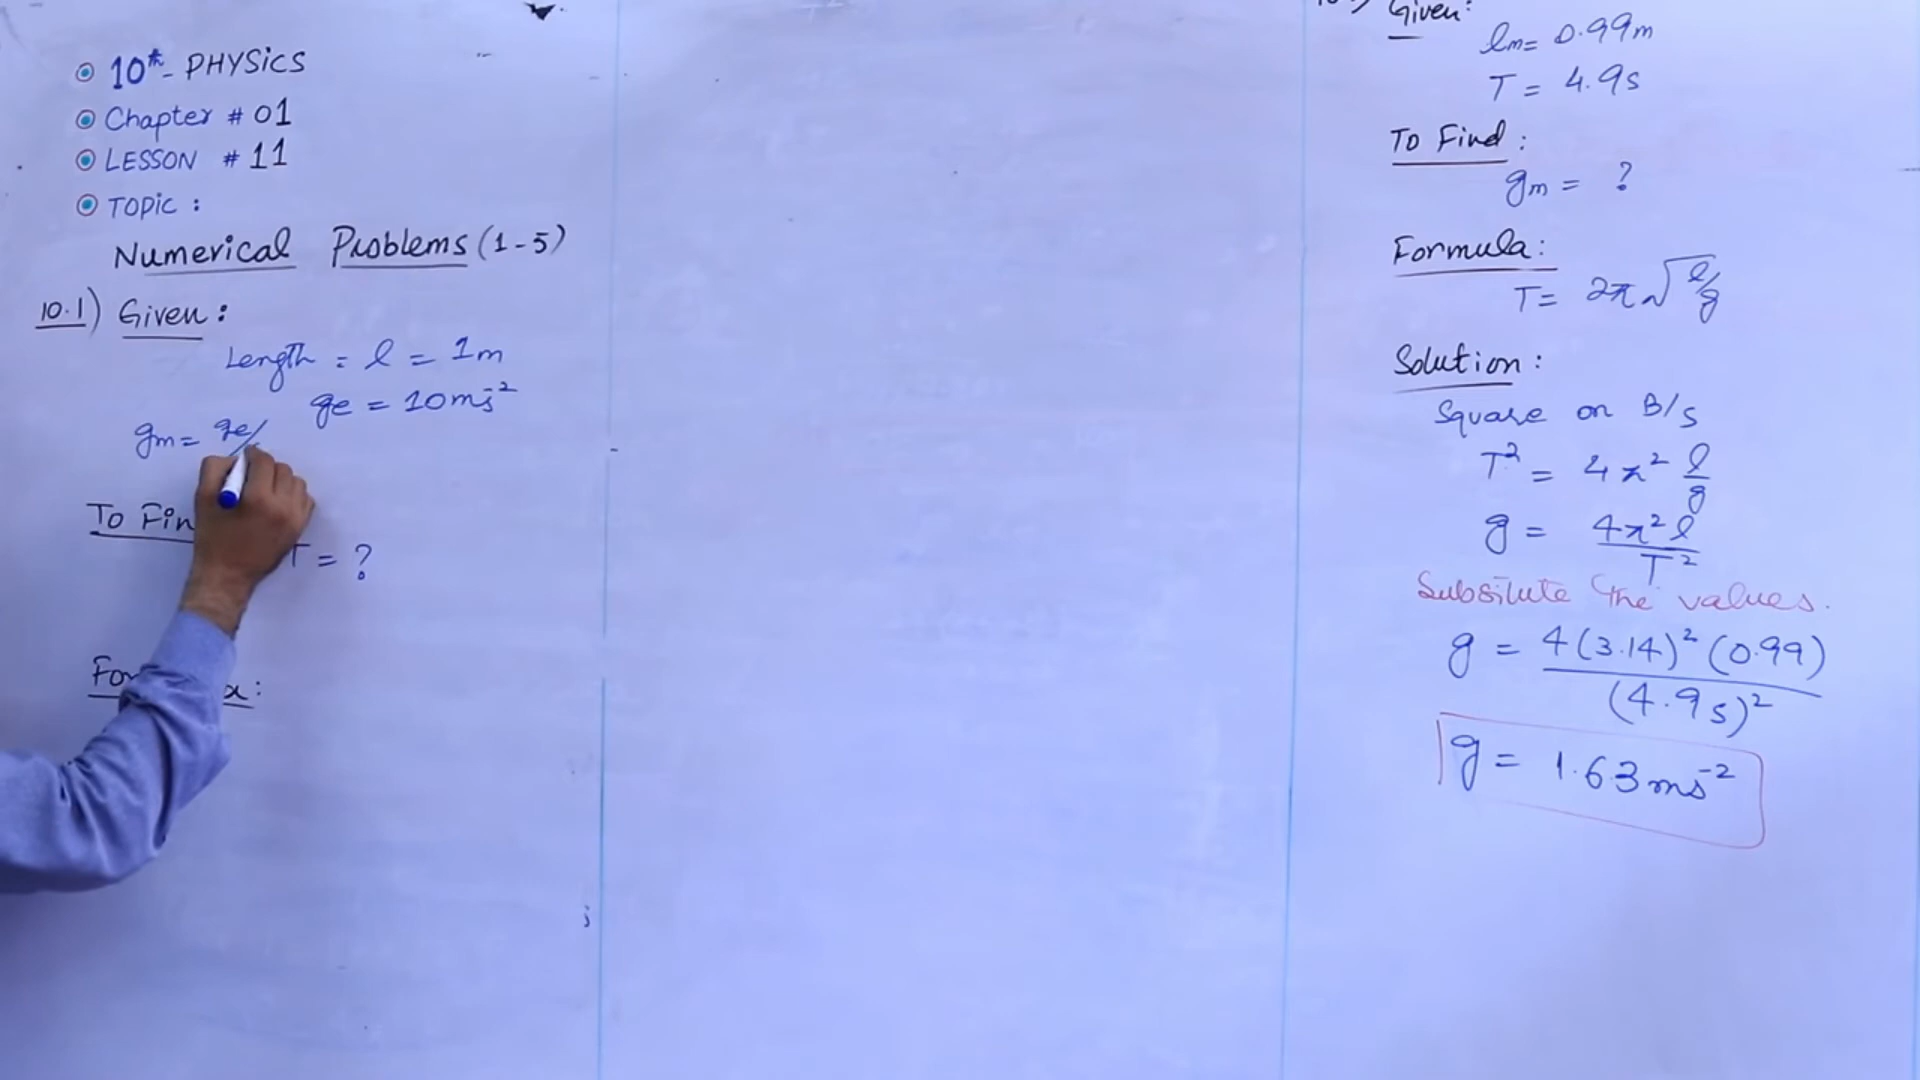 10th - PHYSiCS
Chapter # 01
LESSON # 11
TOPIC :
Numerical Problems (1-5)
10.1) Given :
Length = l = 1m
ge = 10ms⁻²
gm = ge/
To Fin
T = ?
For a :
Given :
lm = 0.99m
T = 4.9s
To Find :
gm = ?
Formula :
T = 2π√l/g
Solution :
Square on B/s
T² = 4π² l/g
g = 4π²l/T²
Subsitute the values.
g = 4(3.14)²(0.99)/(4.9s)²
g = 1.63ms⁻²